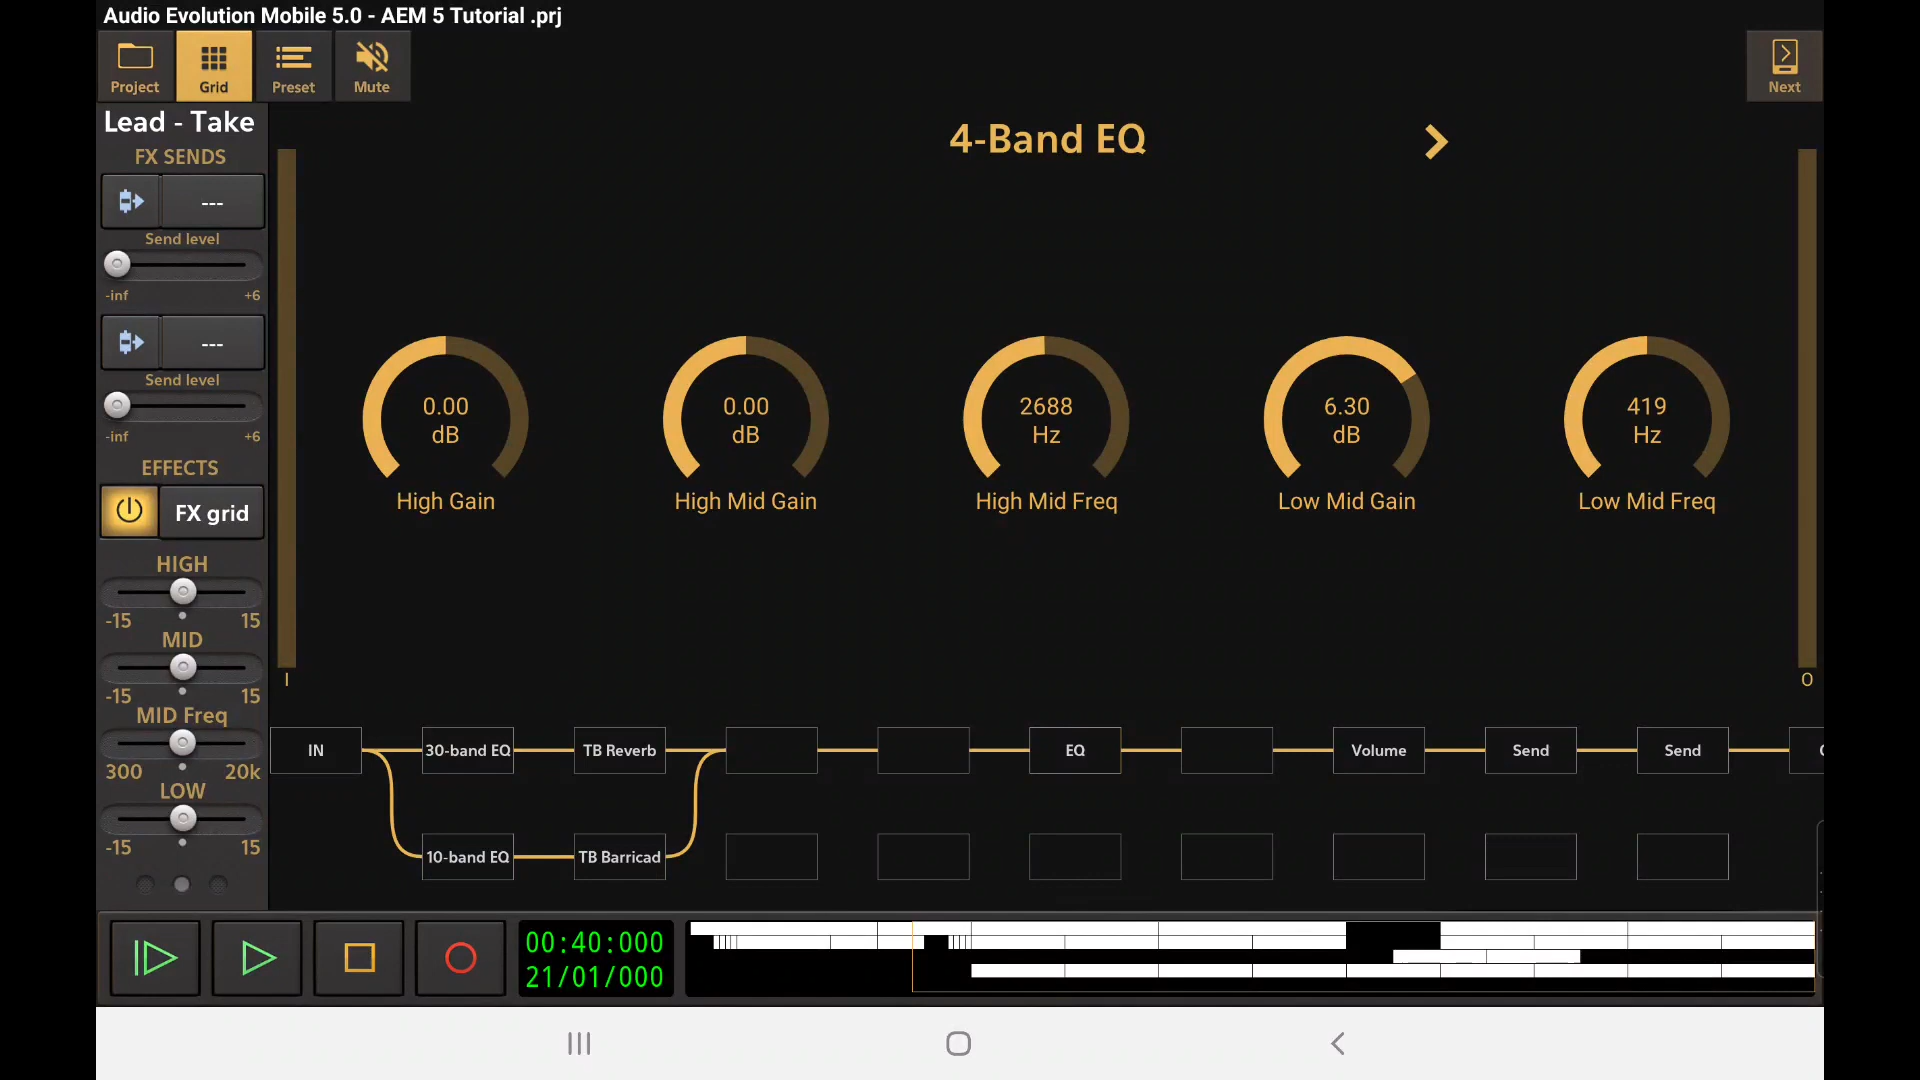 Audio Evolution Mobile 5.0 - AEM 5 Tutorial .prj
Project
Grid
Preset
Mute
Next
Lead - Take
FX SENDS
---
Send level
-inf +6
---
Send level
-inf +6
EFFECTS
FX grid
HIGH
-15 15
MID
-15 15
MID Freq
300 20k
LOW
-15 15
4-Band EQ
0.00
dB
High Gain
0.00
dB
High Mid Gain
2688
Hz
High Mid Freq
6.30
dB
Low Mid Gain
419
Hz
Low Mid Freq
I
O
IN
30-band EQ
TB Reverb
EQ
Volume
Send
Send
10-band EQ
TB Barricad
00:40:000
21/01/000